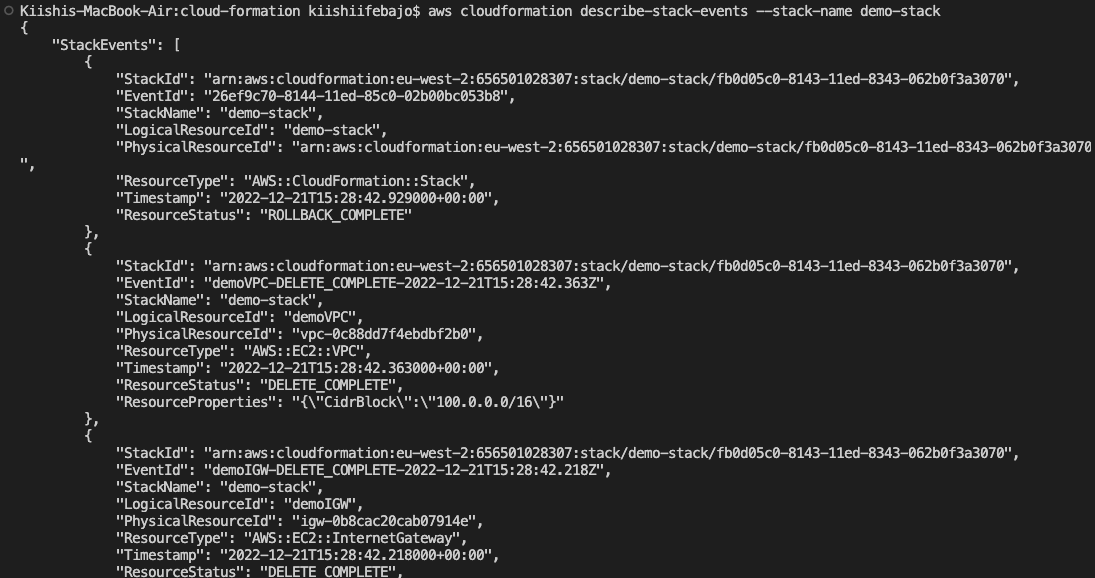 Kiishis-MacBook-Air:cloud-formation kiishiifebajo$ aws cloudformation describe-stack-events --stack-name demo-stack
{
    "StackEvents": [
        {
            "StackId": "arn:aws:cloudformation:eu-west-2:656501028307:stack/demo-stack/fb0d05c0-8143-11ed-8343-062b0f3a3070",
            "EventId": "26ef9c70-8144-11ed-85c0-02b00bc053b8",
            "StackName": "demo-stack",
            "LogicalResourceId": "demo-stack",
            "PhysicalResourceId": "arn:aws:cloudformation:eu-west-2:656501028307:stack/demo-stack/fb0d05c0-8143-11ed-8343-062b0f3a3070
",
            "ResourceType": "AWS::CloudFormation::Stack",
            "Timestamp": "2022-12-21T15:28:42.929000+00:00",
            "ResourceStatus": "ROLLBACK_COMPLETE"
        },
        {
            "StackId": "arn:aws:cloudformation:eu-west-2:656501028307:stack/demo-stack/fb0d05c0-8143-11ed-8343-062b0f3a3070",
            "EventId": "demoVPC-DELETE_COMPLETE-2022-12-21T15:28:42.363Z",
            "StackName": "demo-stack",
            "LogicalResourceId": "demoVPC",
            "PhysicalResourceId": "vpc-0c88dd7f4ebdbf2b0",
            "ResourceType": "AWS::EC2::VPC",
            "Timestamp": "2022-12-21T15:28:42.363000+00:00",
            "ResourceStatus": "DELETE_COMPLETE",
            "ResourceProperties": "{\"CidrBlock\":\"100.0.0.0/16\"}"
        },
        {
            "StackId": "arn:aws:cloudformation:eu-west-2:656501028307:stack/demo-stack/fb0d05c0-8143-11ed-8343-062b0f3a3070",
            "EventId": "demoIGW-DELETE_COMPLETE-2022-12-21T15:28:42.218Z",
            "StackName": "demo-stack",
            "LogicalResourceId": "demoIGW",
            "PhysicalResourceId": "igw-0b8cac20cab07914e",
            "ResourceType": "AWS::EC2::InternetGateway",
            "Timestamp": "2022-12-21T15:28:42.218000+00:00",
            "ResourceStatus": "DELETE_COMPLETE",